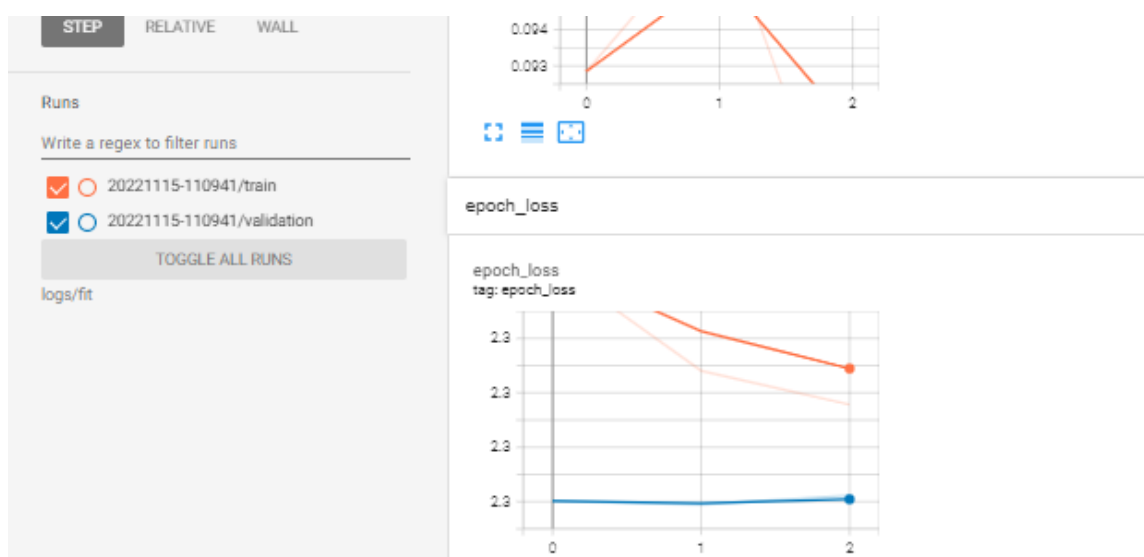 STEP RELATIVE WALL
Runs
Write a regex to filter runs
20221115-110941/train
20221115-110941/validation
TOGGLE ALL RUNS
logs/fit
0.094
0.093
0 1 2
epoch_loss
epoch_loss
tag: epoch_loss
2.3
2.3
2.3
2.3
0 1 2